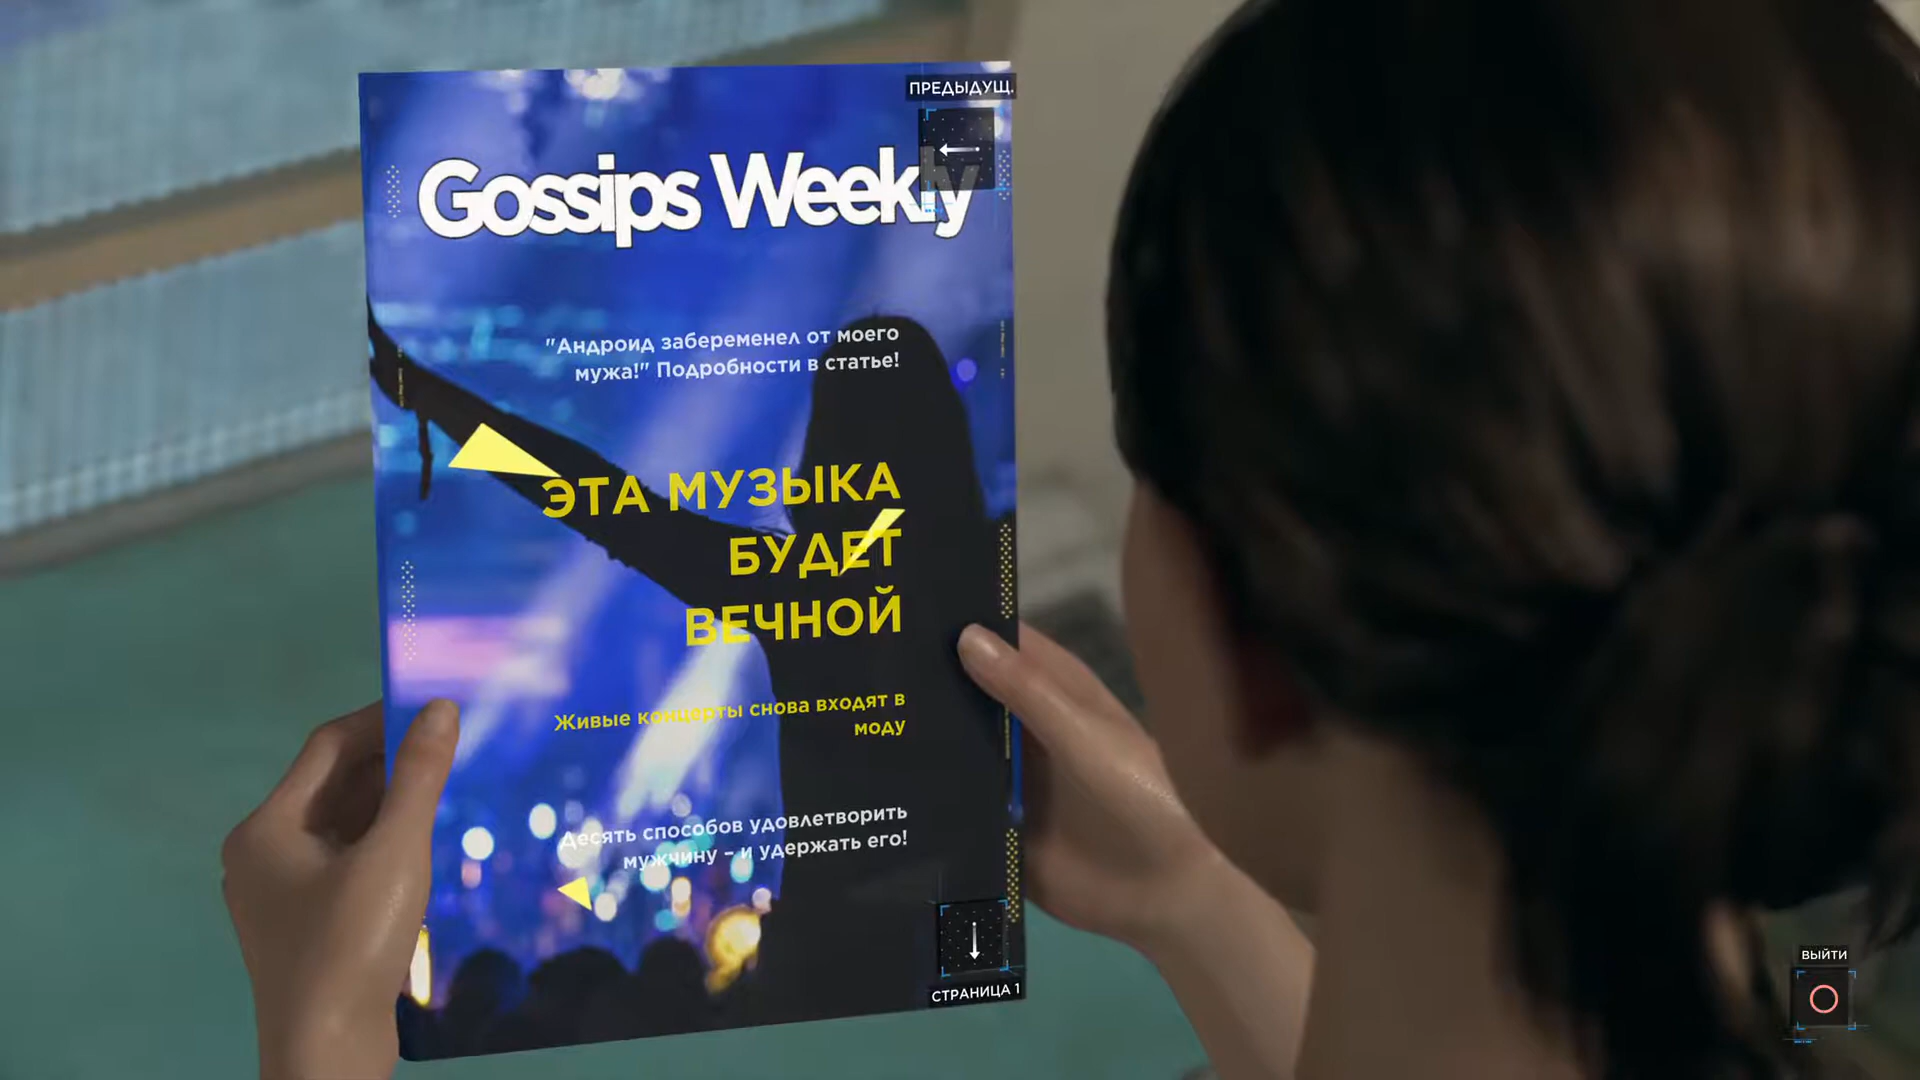 ПРЕДЫДУЩ.
Gossips Weekly
"Андроид забеременел от моего
мужа!" Подробности в статье!
ЭТА МУЗЫКА
БУДЕТ
ВЕЧНОЙ
Живые концерты снова входят в
моду
Десять способов удовлетворить
мужчину – и удержать его!
СТРАНИЦА 1
ВЫЙТИ